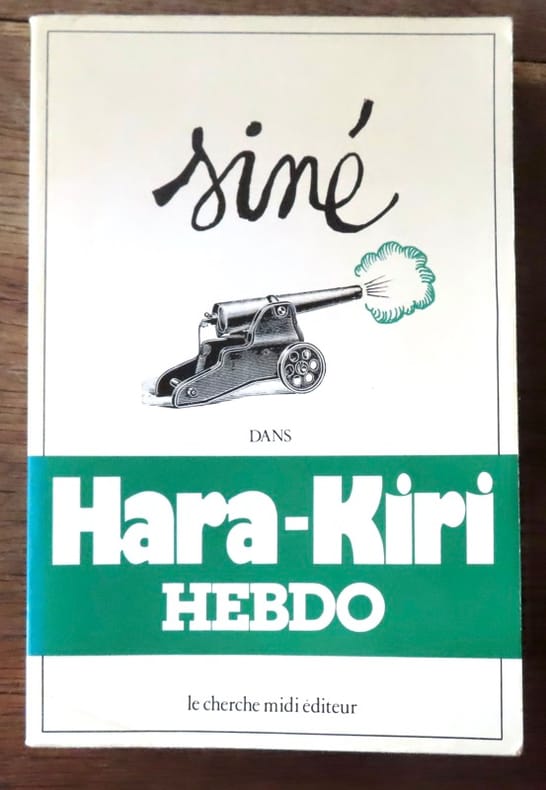 siné
DANS
Hara-Kiri
HEBDO
le cherche midi éditeur